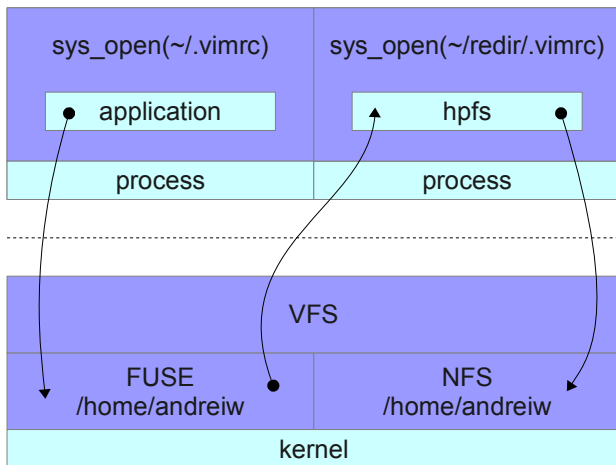 sys_open(~/.vimrc)
sys_open(~/redir/.vimrc)
application
hpfs
process
process
VFS
FUSE
/home/andreiw
NFS
/home/andreiw
kernel